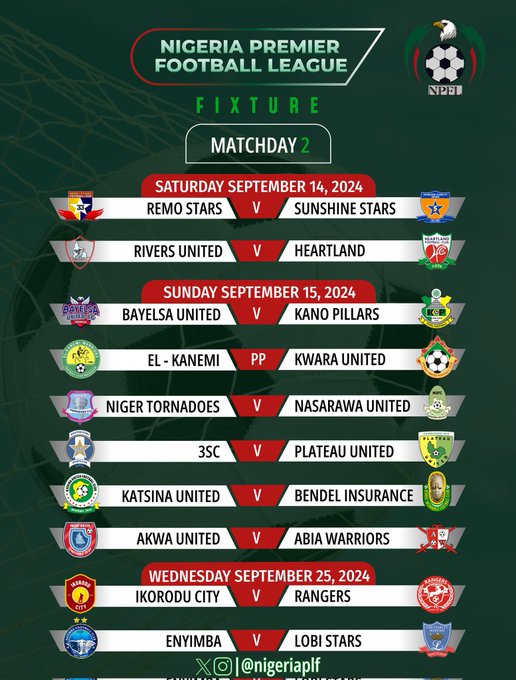 NIGERIA PREMIER
FOOTBALL LEAGUE
NPFL
FIXTURE
MATCHDAY 2
SATURDAY SEPTEMBER 14, 2024
REMO STARS V SUNSHINE STARS
RIVERS UNITED V HEARTLAND
SUNDAY SEPTEMBER 15, 2024
BAYELSA UNITED V KANO PILLARS
EL - KANEMI PP KWARA UNITED
NIGER TORNADOES V NASARAWA UNITED
3SC V PLATEAU UNITED
KATSINA UNITED V BENDEL INSURANCE
AKWA UNITED V ABIA WARRIORS
WEDNESDAY SEPTEMBER 25, 2024
IKORODU CITY V RANGERS
ENYIMBA V LOBI STARS
@nigeriaplf